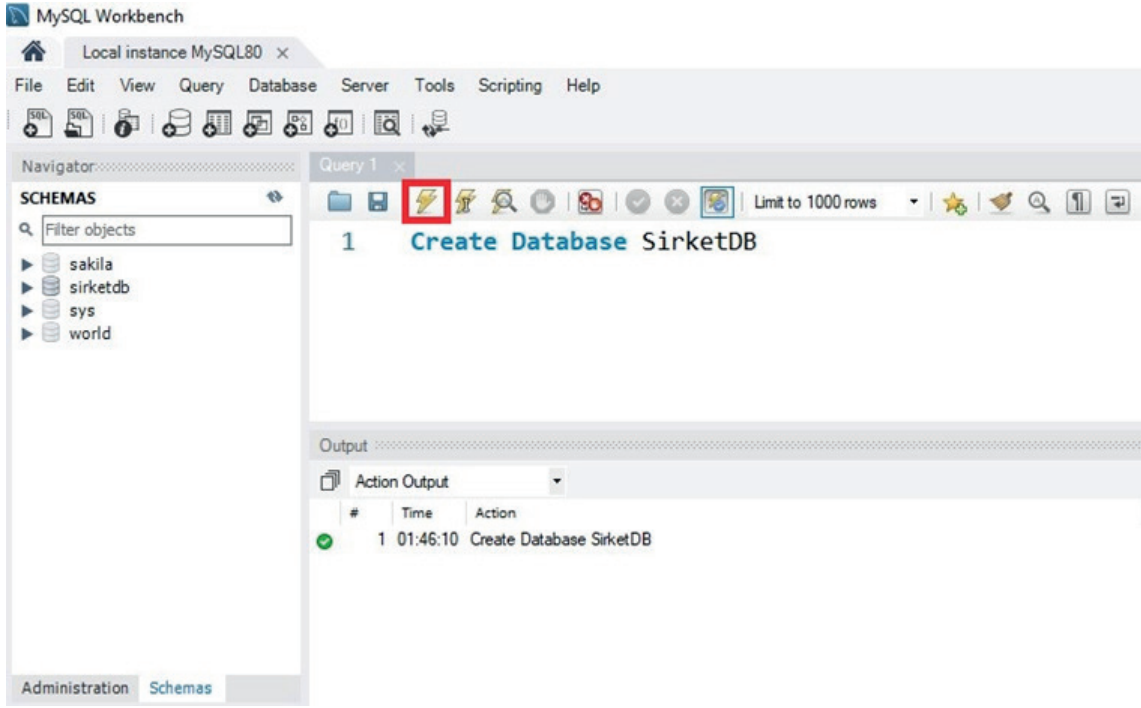 MySQL Workbench
Local instance MySQL80
File Edit View Query Database Server Tools Scripting Help
Navigator
SCHEMAS
Filter objects
sakila
sirketdb
sys
world
Administration Schemas
Query 1
Limit to 1000 rows
1 Create Database SirketDB
Output
Action Output
# Time Action
1 01:46:10 Create Database SirketDB